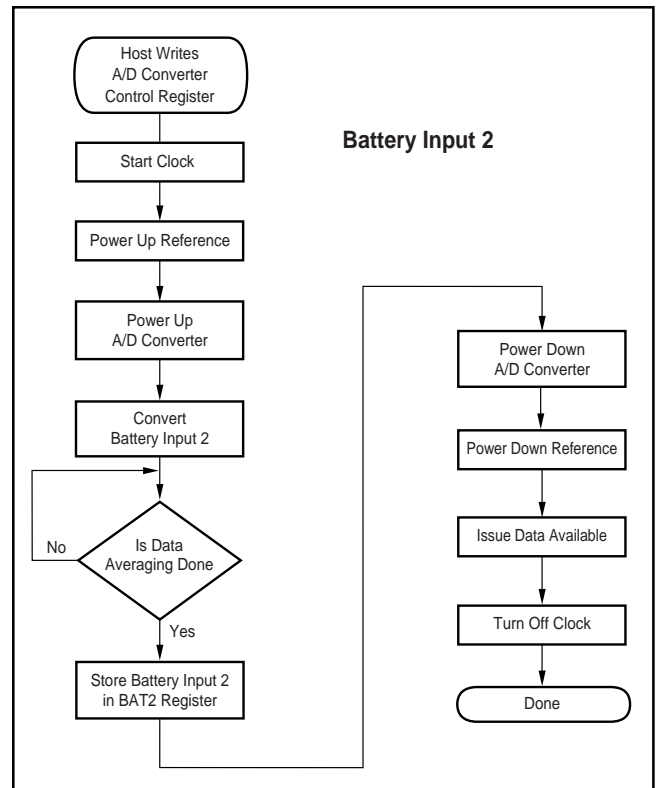 Host Writes
A/D Converter
Control Register
Battery Input 2
Start Clock
Power Up Reference
Power Up
A/D Converter
Convert
Battery Input 2
No
Is Data
Averaging Done
Yes
Store Battery Input 2
in BAT2 Register
Power Down
A/D Converter
Power Down Reference
Issue Data Available
Turn Off Clock
Done